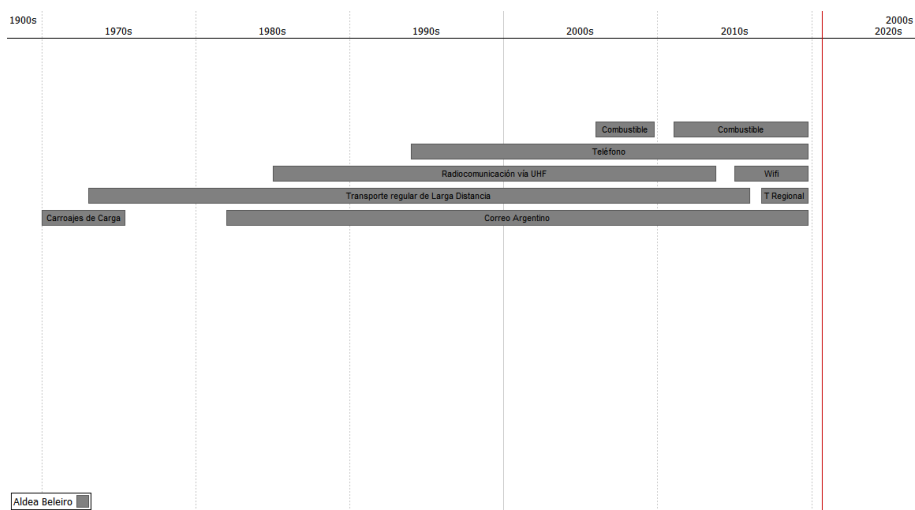 1900s 2000s
1970s 1980s 1990s 2000s 2010s 2020s
Combustible Combustible
Teléfono
Radiocomunicación vía UHF Wifi
Transporte regular de Larga Distancia T Regional
Carroajes de Carga Correo Argentino
Aldea Beleiro